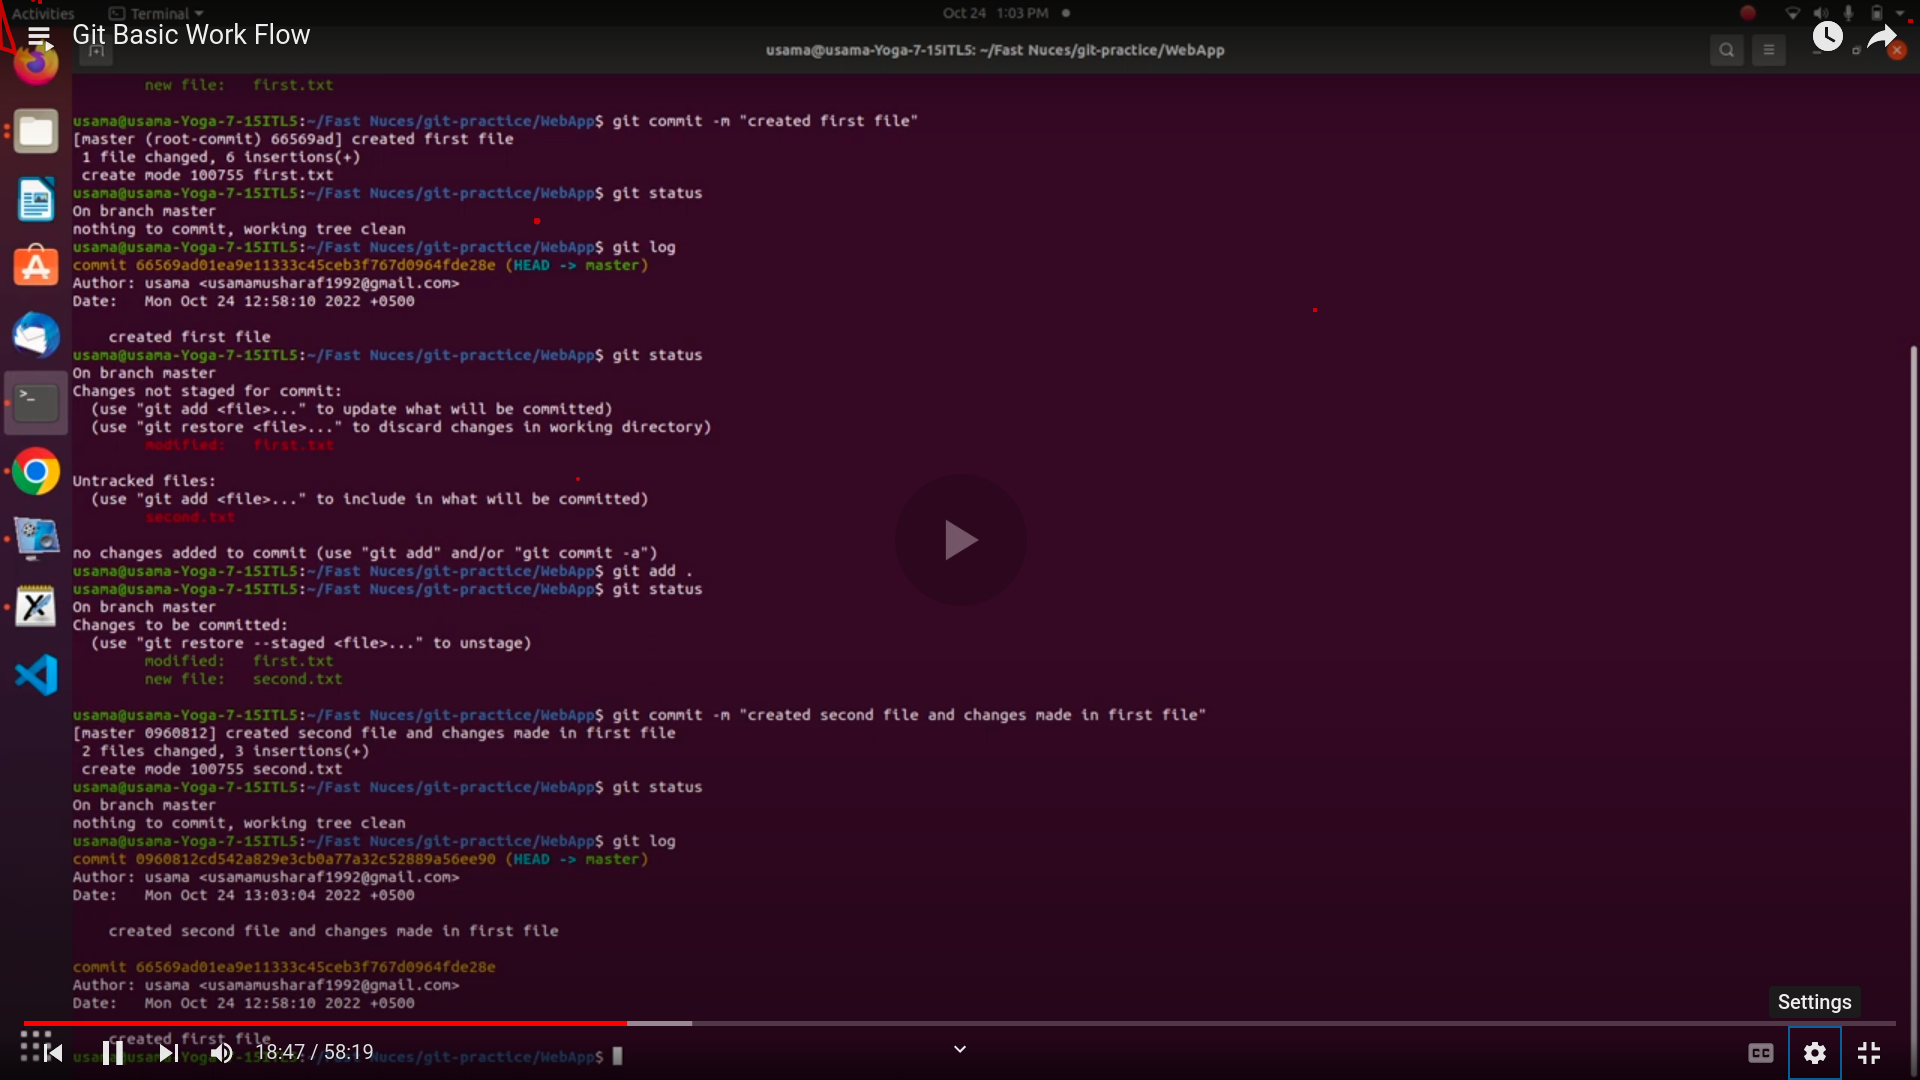 Activities
Terminal
Oct 24 1:03 PM
Git Basic Work Flow
usama@usama-Yoga-7-15ITL5: ~/Fast Nuces/git-practice/WebApp
new file:   first.txt
usama@usama-Yoga-7-15ITL5:~/Fast Nuces/git-practice/WebApp$ git commit -m "created first file"
[master (root-commit) 66569ad] created first file
1 file changed, 6 insertions(+)
create mode 100755 first.txt
usama@usama-Yoga-7-15ITL5:~/Fast Nuces/git-practice/WebApp$ git status
On branch master
nothing to commit, working tree clean
usama@usama-Yoga-7-15ITL5:~/Fast Nuces/git-practice/WebApp$ git log
commit 66569ad01ea9e11333c45ceb3f767d0964fde28e (HEAD -> master)
Author: usama <usamamusharaf1992@gmail.com>
Date:   Mon Oct 24 12:58:10 2022 +0500
created first file
usama@usama-Yoga-7-15ITL5:~/Fast Nuces/git-practice/WebApp$ git status
On branch master
Changes not staged for commit:
(use "git add <file>..." to update what will be committed)
(use "git restore <file>..." to discard changes in working directory)
modified:   first.txt
Untracked files:
(use "git add <file>..." to include in what will be committed)
second.txt
no changes added to commit (use "git add" and/or "git commit -a")
usama@usama-Yoga-7-15ITL5:~/Fast Nuces/git-practice/WebApp$ git add .
usama@usama-Yoga-7-15ITL5:~/Fast Nuces/git-practice/WebApp$ git status
On branch master
Changes to be committed:
(use "git restore --staged <file>..." to unstage)
modified:   first.txt
new file:   second.txt
usama@usama-Yoga-7-15ITL5:~/Fast Nuces/git-practice/WebApp$ git commit -m "created second file and changes made in first file"
[master 0960812] created second file and changes made in first file
2 files changed, 3 insertions(+)
create mode 100755 second.txt
usama@usama-Yoga-7-15ITL5:~/Fast Nuces/git-practice/WebApp$ git status
On branch master
nothing to commit, working tree clean
usama@usama-Yoga-7-15ITL5:~/Fast Nuces/git-practice/WebApp$ git log
commit 0960812cd542a829e3cb0a77a32c52889a56ee90 (HEAD -> master)
Author: usama <usamamusharaf1992@gmail.com>
Date:   Mon Oct 24 13:03:04 2022 +0500
created second file and changes made in first file
commit 66569ad01ea9e11333c45ceb3f767d0964fde28e
Author: usama <usamamusharaf1992@gmail.com>
Date:   Mon Oct 24 12:58:10 2022 +0500
Settings
created first file
18:47 / 58:19
Nuces/git-practice/WebApp$
CC